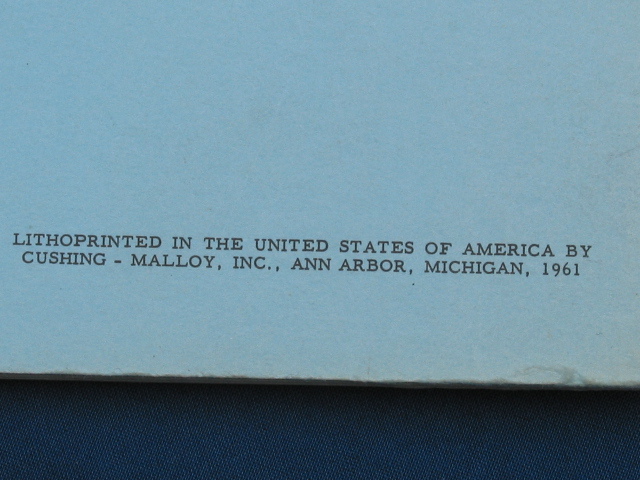 LITHOPRINTED IN THE UNITED STATES OF AMERICA BY
CUSHING - MALLOY, INC., ANN ARBOR, MICHIGAN, 1961